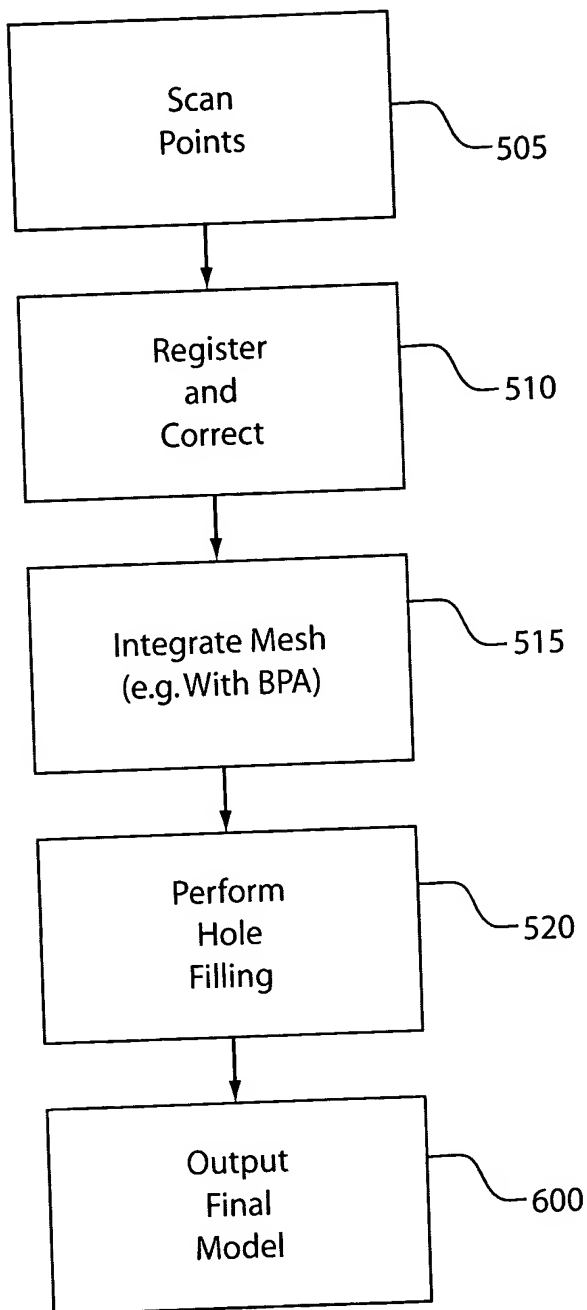 Scan
Points
505
Register
and
Correct
510
Integrate Mesh
(e.g. With BPA)
515
Perform
Hole
Filling
520
Output
Final
Model
600